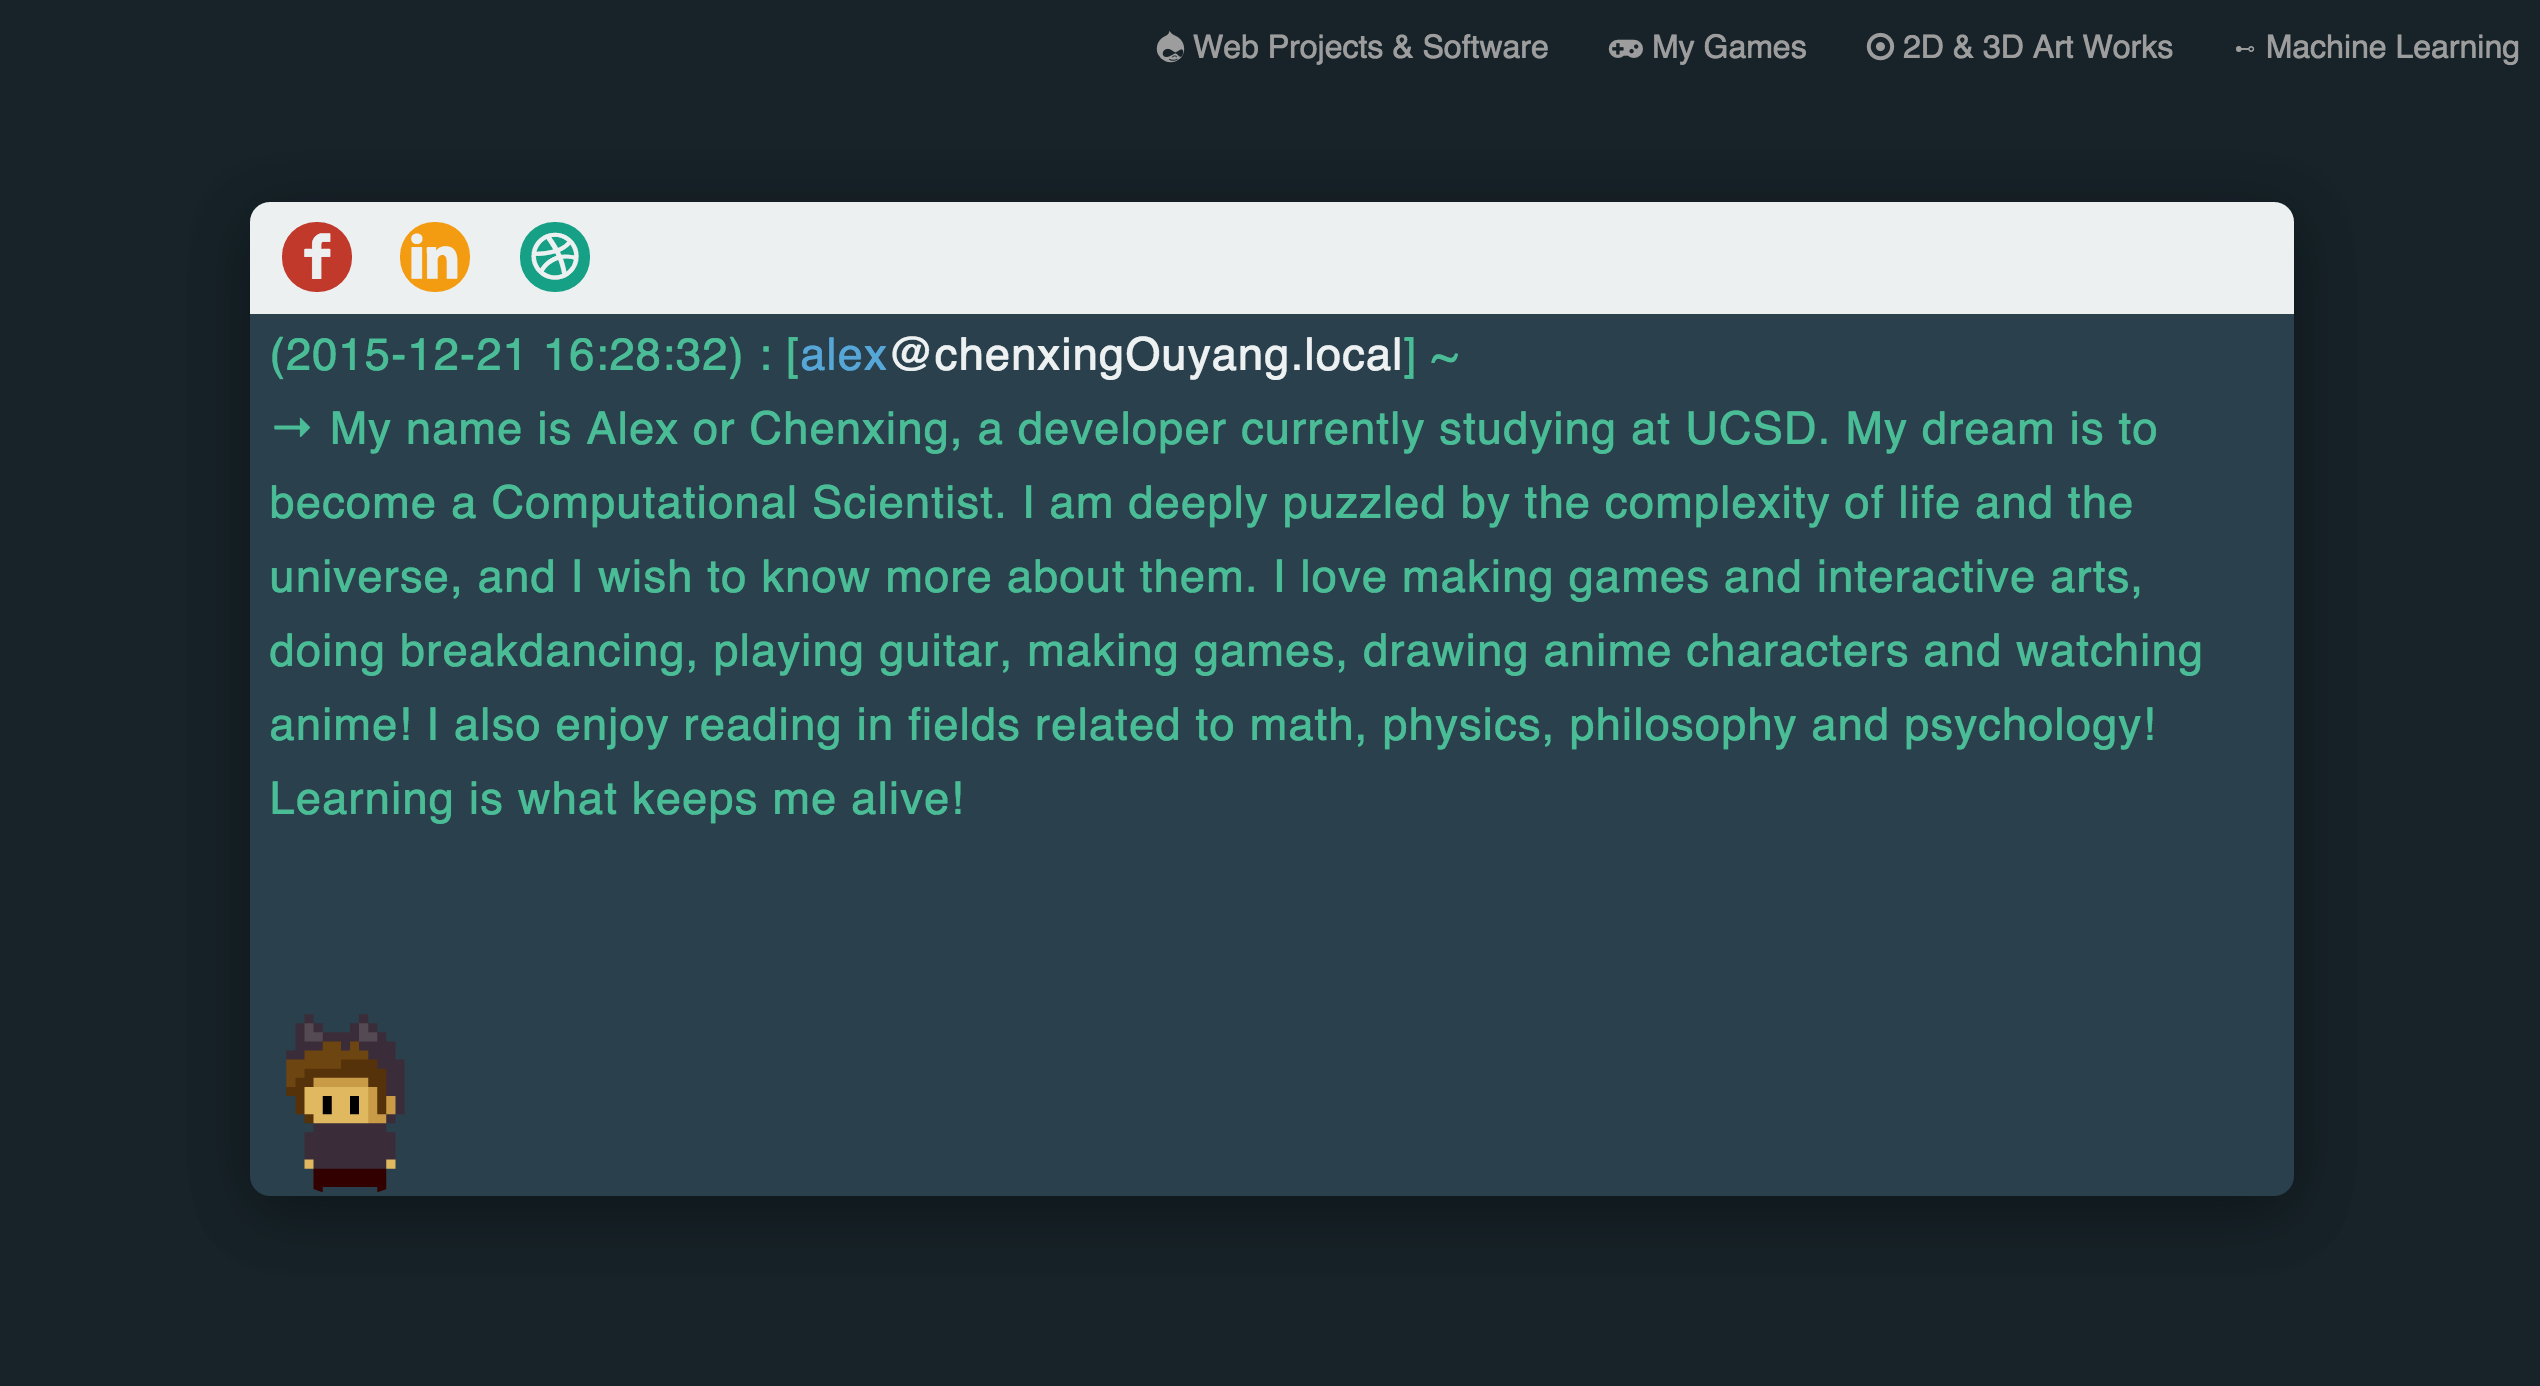 Web Projects & Software My Games 2D & 3D Art Works Machine Learning
f in
(2015-12-21 16:28:32) : [alex@chenxingOuyang.local] ~
→ My name is Alex or Chenxing, a developer currently studying at UCSD. My dream is to
become a Computational Scientist. I am deeply puzzled by the complexity of life and the
universe, and I wish to know more about them. I love making games and interactive arts,
doing breakdancing, playing guitar, making games, drawing anime characters and watching
anime! I also enjoy reading in fields related to math, physics, philosophy and psychology!
Learning is what keeps me alive!